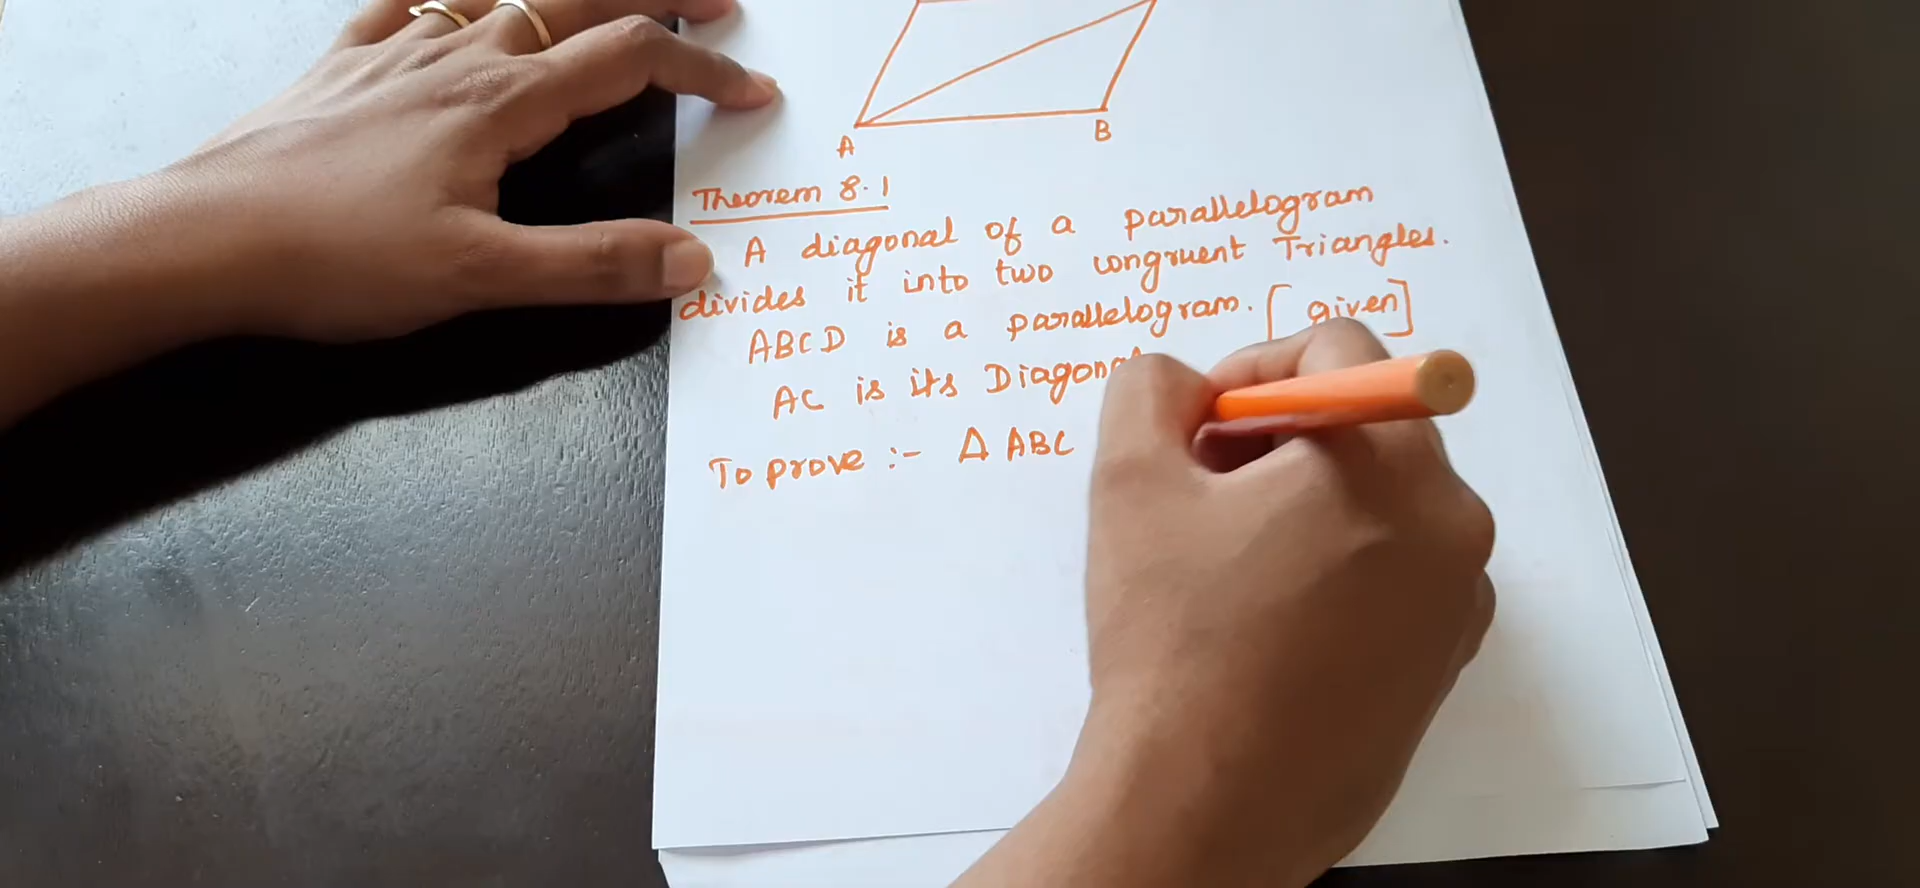 A
B
Theorem 8.1
A diagonal of a parallelogram
divides it into two congruent Triangles.
ABCD is a parallelogram. [given]
AC is its
To prove :- Δ ABC